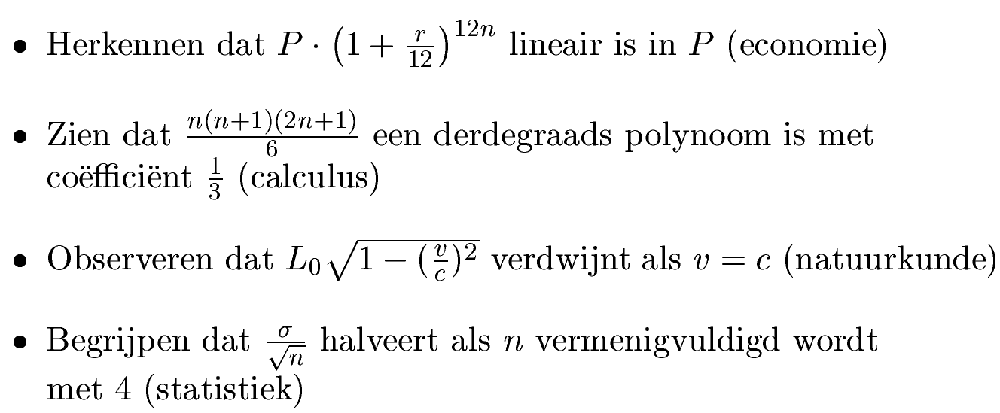 • Herkennen dat $P \cdot \left(1 + \frac{r}{12}\right)^{12n}$ lineair is in $P$ (economie)
• Zien dat $\frac{n(n+1)(2n+1)}{6}$ een derdegraads polynoom is met
coëfficiënt $\frac{1}{3}$ (calculus)
• Observeren dat $L_0\sqrt{1 - (\frac{v}{c})^2}$ verdwijnt als $v = c$ (natuurkunde)
• Begrijpen dat $\frac{\sigma}{\sqrt{n}}$ halveert als $n$ vermenigvuldigd wordt
met 4 (statistiek)